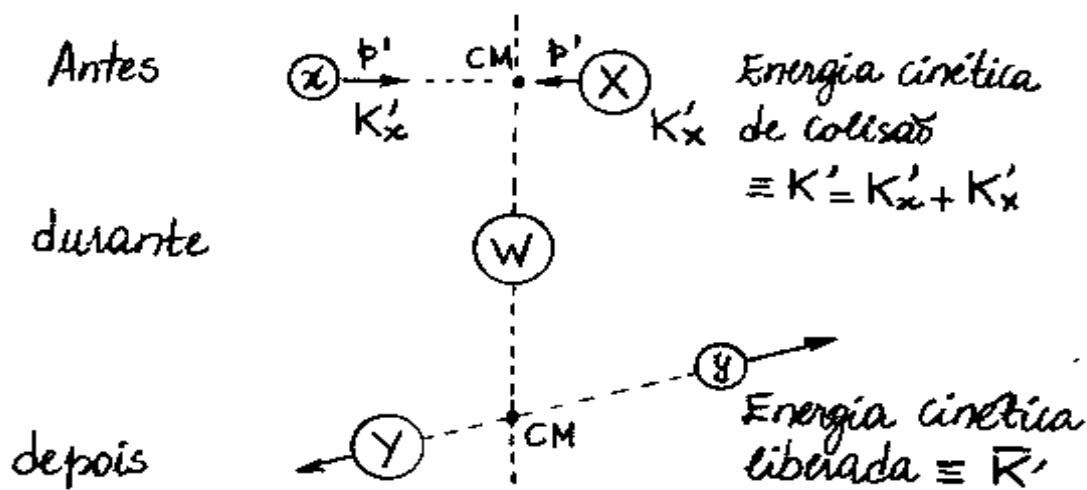 Antes x p' K'x CM p' X K'X Energia cinética
de colisão
≡ K' = K'x + K'X
durante W
y
Energia cinética
depois Y CM liberada ≡ K̅'